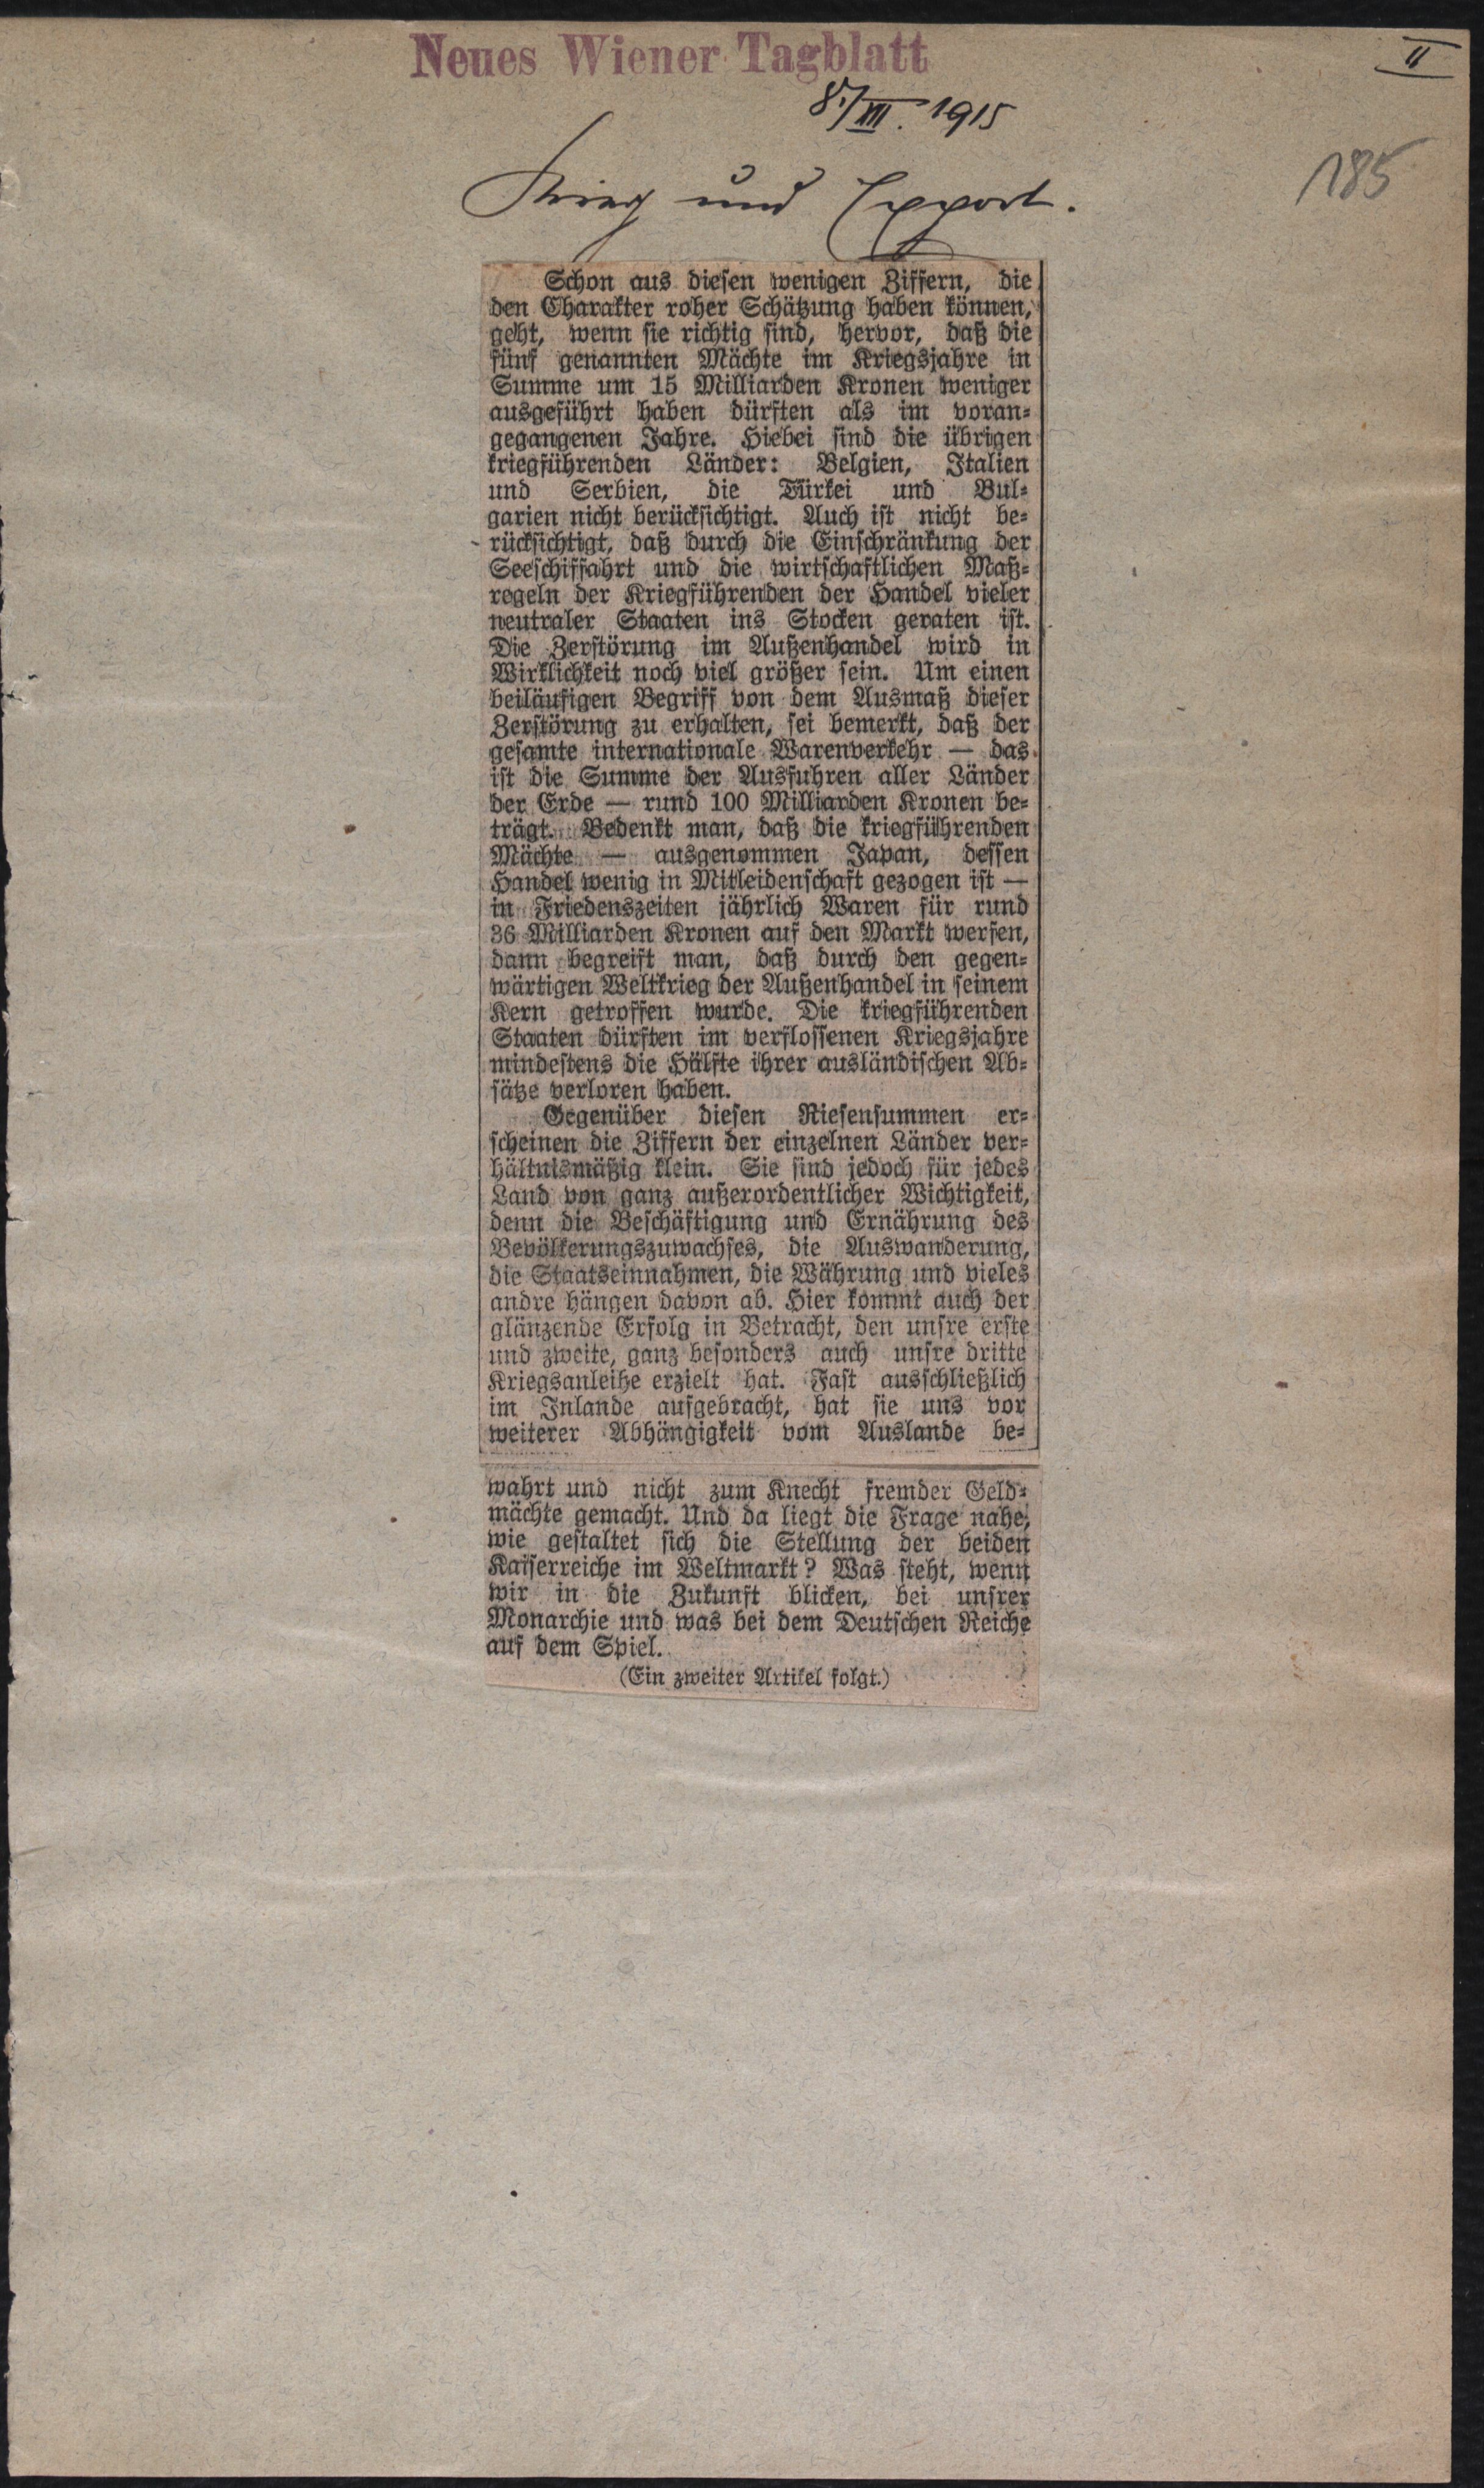 Neues Wiener Tagblatt
II
8./XII. 1915
185
Krieg und Export.
Schon aus diesen wenigen Ziffern, die
den Charakter roher Schätzung haben können,
geht, wenn sie richtig sind, hervor, daß die
fünf genannten Mächte im Kriegsjahre in
Summe um 15 Milliarden Kronen weniger
ausgeführt haben dürften als im voran-
gegangenen Jahre. Hiebei sind die übrigen
kriegführenden Länder: Belgien, Italien
und Serbien, die Türkei und Bul-
garien nicht berücksichtigt. Auch ist nicht be-
rücksichtigt, daß durch die Einschränkung der
Seeschiffahrt und die wirtschaftlichen Maß-
regeln der Kriegführenden der Handel vieler
neutraler Staaten ins Stocken geraten ist.
Die Zerstörung im Außenhandel wird in
Wirklichkeit noch viel größer sein. Um einen
beiläufigen Begriff von dem Ausmaß dieser
Zerstörung zu erhalten, sei bemerkt, daß der
gesamte internationale Warenverkehr — das
ist die Summe der Ausfuhren aller Länder
der Erde — rund 100 Milliarden Kronen be-
trägt. Bedenkt man, daß die kriegführenden
Mächte — ausgenommen Japan, dessen
Handel wenig in Mitleidenschaft gezogen ist —
in Friedenszeiten jährlich Waren für rund
36 Milliarden Kronen auf den Markt werfen,
dann begreift man, daß durch den gegen-
wärtigen Weltkrieg der Außenhandel in seinem
Kern getroffen wurde. Die kriegführenden
Staaten dürften im verflossenen Kriegsjahre
mindestens die Hälfte ihrer ausländischen Ab-
sätze verloren haben.
Gegenüber diesen Riesensummen er-
scheinen die Ziffern der einzelnen Länder ver-
hältnismäßig klein. Sie sind jedoch für jedes
Land von ganz außerordentlicher Wichtigkeit,
denn die Beschäftigung und Ernährung des
Bevölkerungszuwachses, die Auswanderung,
die Staatseinnahmen, die Währung und vieles
andre hängen davon ab. Hier kommt auch der
glänzende Erfolg in Betracht, den unsre erste
und zweite, ganz besonders auch unsre dritte
Kriegsanleihe erzielt hat. Fast ausschließlich
im Inlande aufgebracht, hat sie uns vor
weiterer Abhängigkeit vom Auslande be-
wahrt und nicht zum Knecht fremder Geld-
mächte gemacht. Und da liegt die Frage nahe,
wie gestaltet sich die Stellung der beiden
Kaiserreiche im Weltmarkt? Was steht, wenn
wir in die Zukunft blicken, bei unsrer
Monarchie und was bei dem Deutschen Reiche
auf dem Spiel.
(Ein zweiter Artikel folgt.)